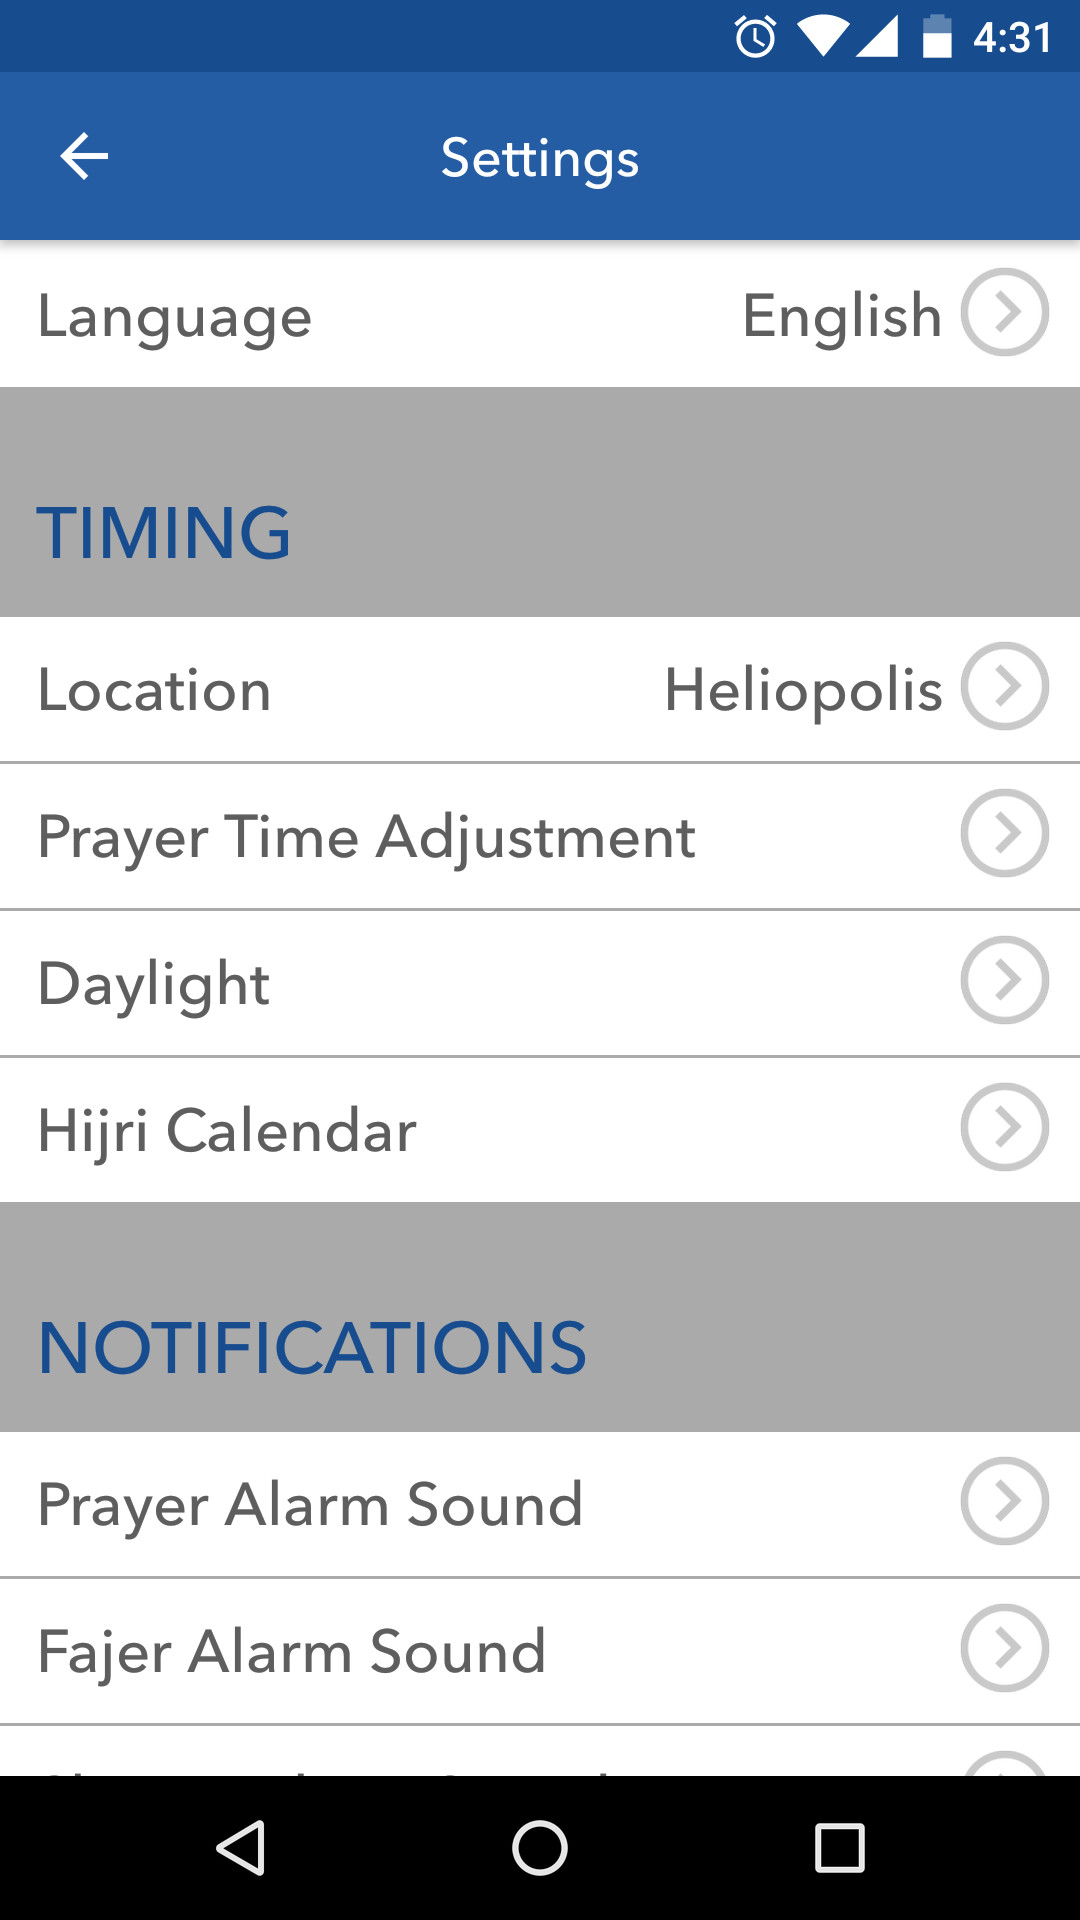 4:31
Settings
Language English
TIMING
Location Heliopolis
Prayer Time Adjustment
Daylight
Hijri Calendar
NOTIFICATIONS
Prayer Alarm Sound
Fajer Alarm Sound